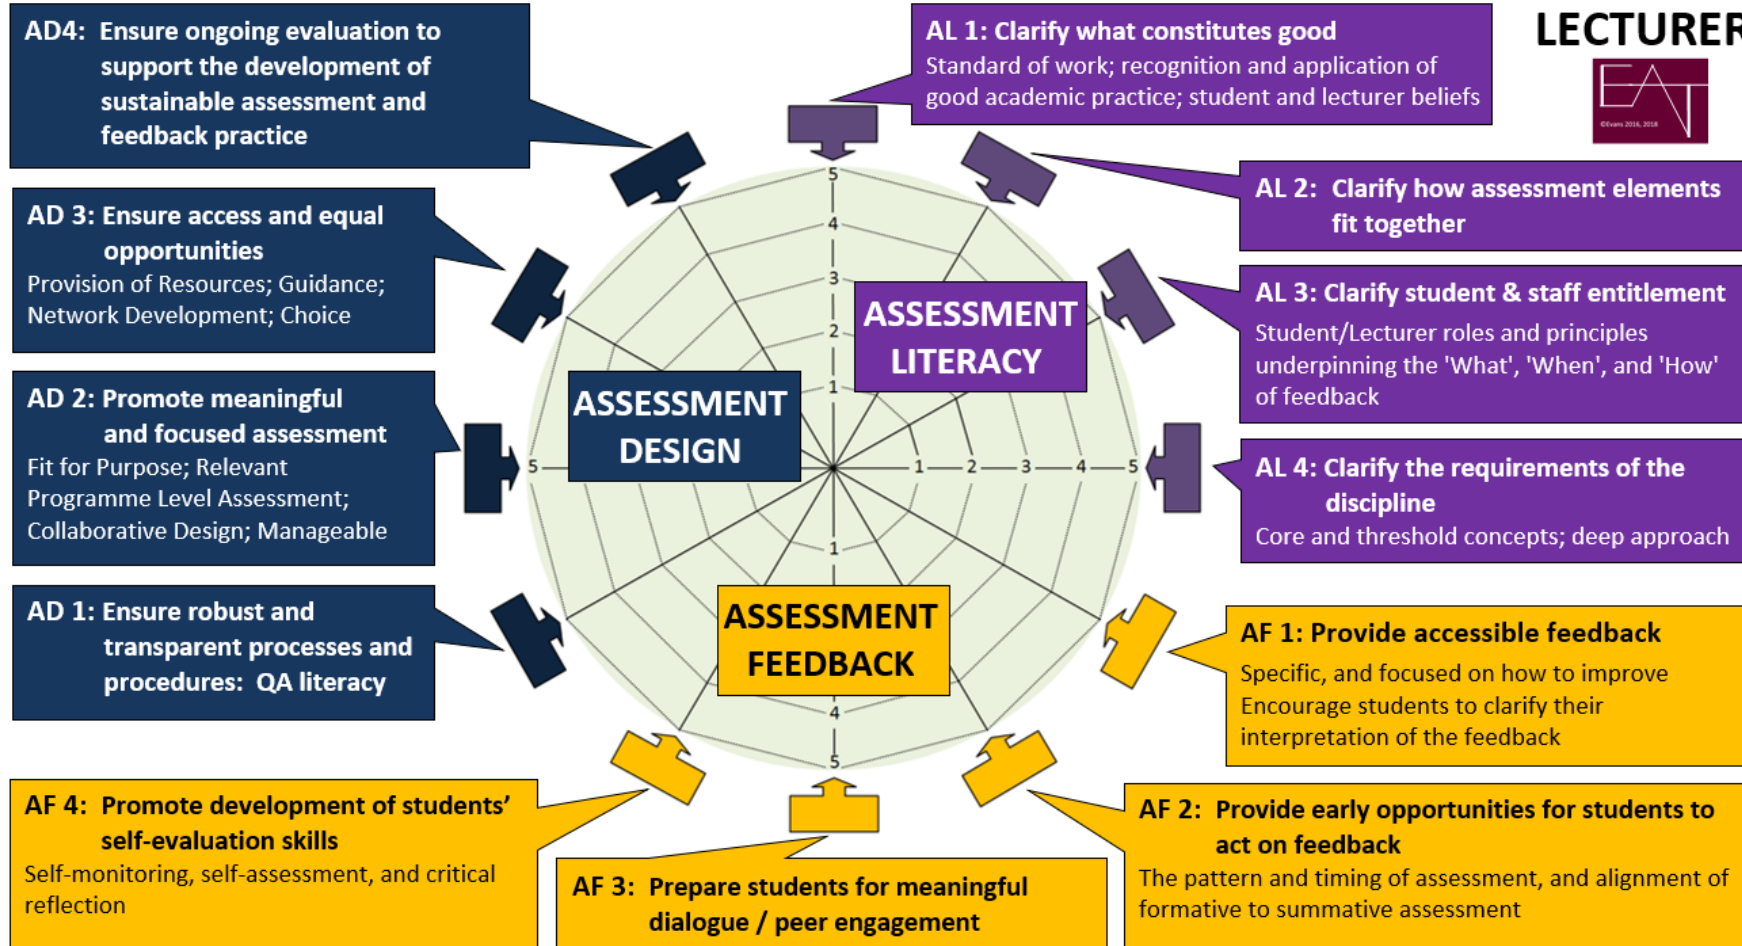 AD4: Ensure ongoing evaluation to
support the development of
sustainable assessment and
feedback practice
AL 1: Clarify what constitutes good
Standard of work; recognition and application of
good academic practice; student and lecturer beliefs
LECTURER
EAT
©Evans 2016, 2018
AL 2: Clarify how assessment elements
fit together
AD 3: Ensure access and equal
opportunities
Provision of Resources; Guidance;
Network Development; Choice
AL 3: Clarify student & staff entitlement
Student/Lecturer roles and principles
underpinning the 'What', 'When', and 'How'
of feedback
5
4
3
2
1
ASSESSMENT
LITERACY
ASSESSMENT
DESIGN
AD 2: Promote meaningful
and focused assessment
Fit for Purpose; Relevant
Programme Level Assessment;
Collaborative Design; Manageable
5
1 2 3 4 5
AL 4: Clarify the requirements of the
discipline
Core and threshold concepts; deep approach
1
ASSESSMENT
FEEDBACK
4
5
AD 1: Ensure robust and
transparent processes and
procedures: QA literacy
AF 1: Provide accessible feedback
Specific, and focused on how to improve
Encourage students to clarify their
interpretation of the feedback
AF 4: Promote development of students’
self-evaluation skills
Self-monitoring, self-assessment, and critical
reflection
AF 3: Prepare students for meaningful
dialogue / peer engagement
AF 2: Provide early opportunities for students to
act on feedback
The pattern and timing of assessment, and alignment of
formative to summative assessment